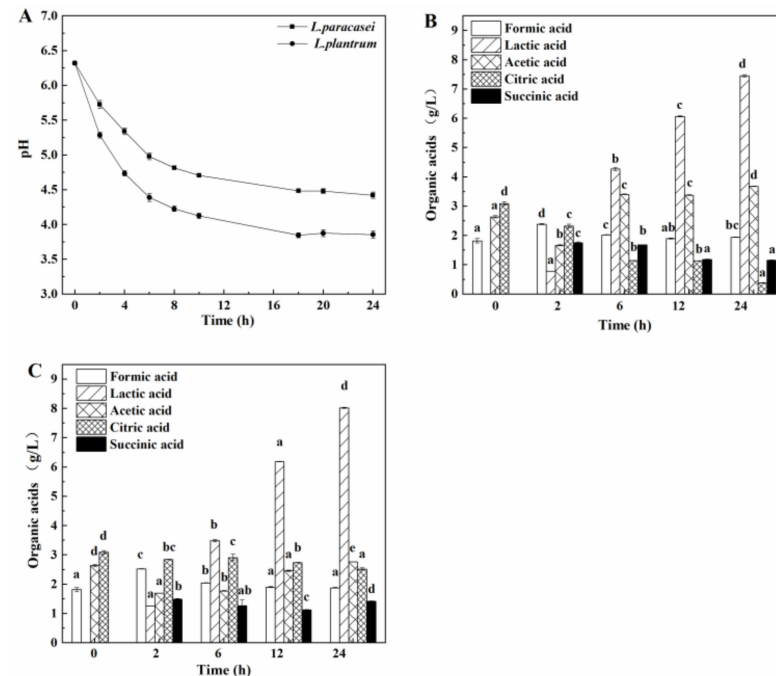 A
7.0
L.paracasei
L.plantrum
6.5
6.0
5.5
5.0
4.5
4.0
3.5
3.0
pH
0 4 8 12 16 20 24
Time (h)
B
9
8
7
6
5
4
3
2
1
0
Organic acids （g/L）
Formic acid
Lactic acid
Acetic acid
Citric acid
Succinic acid
a a d
d a b c c
a b c b b
ab c c b a
bc d d a a
0 2 6 12 24
Time (h)
C
9
8
7
6
5
4
3
2
1
0
Organic acids （g/L）
Formic acid
Lactic acid
Acetic acid
Citric acid
Succinic acid
a d d
c a a bc b
b b b c ab
a a a b c
a d e a d
0 2 6 12 24
Time (h)